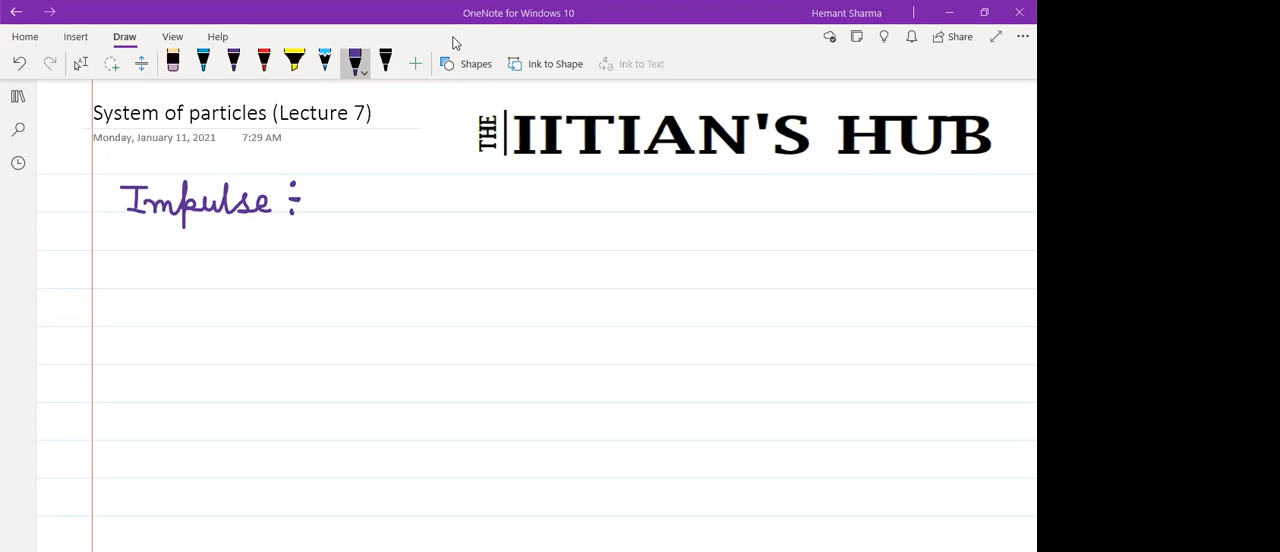 OneNote for Windows 10
Hemant Sharma
Home Insert Draw View Help
Share
Shapes Ink to Shape Ink to Text
System of particles (Lecture 7)
Monday, January 11, 2021 7:29 AM
THE IITIAN'S HUB
Impulse :-